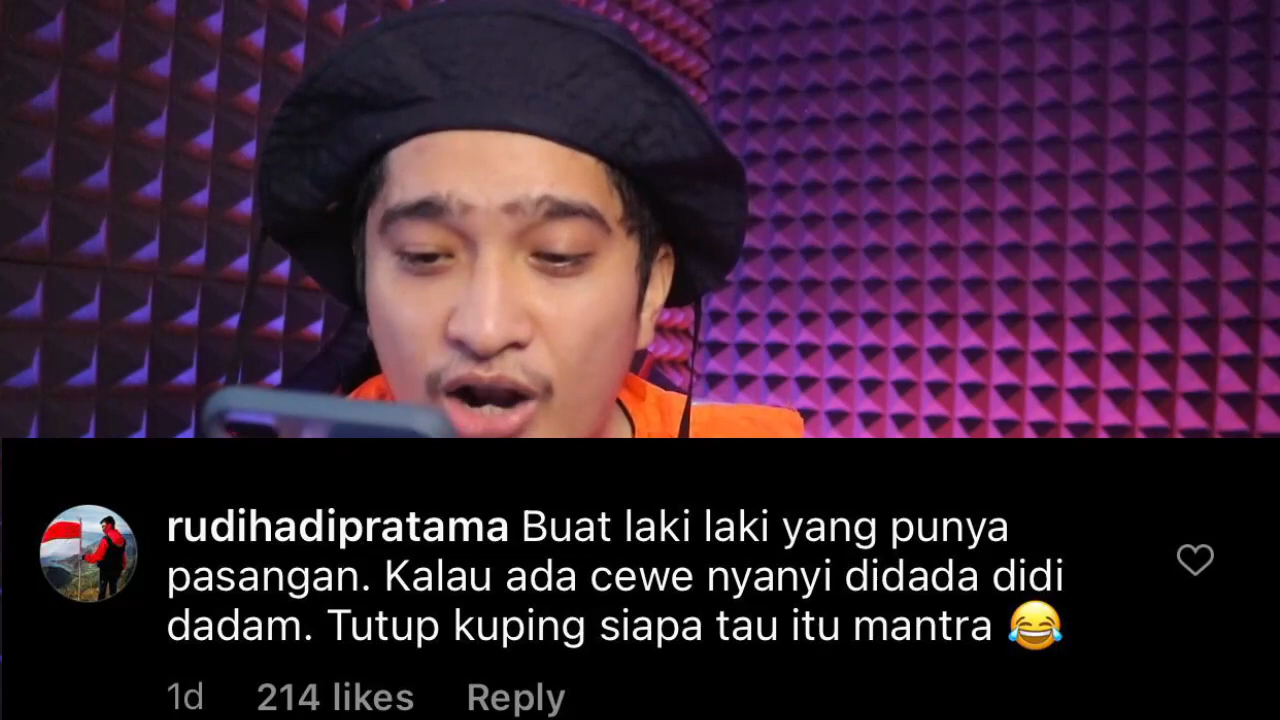 rudihadipratama Buat laki laki yang punya
pasangan. Kalau ada cewe nyanyi didada didi
dadam. Tutup kuping siapa tau itu mantra 😂
1d 214 likes Reply